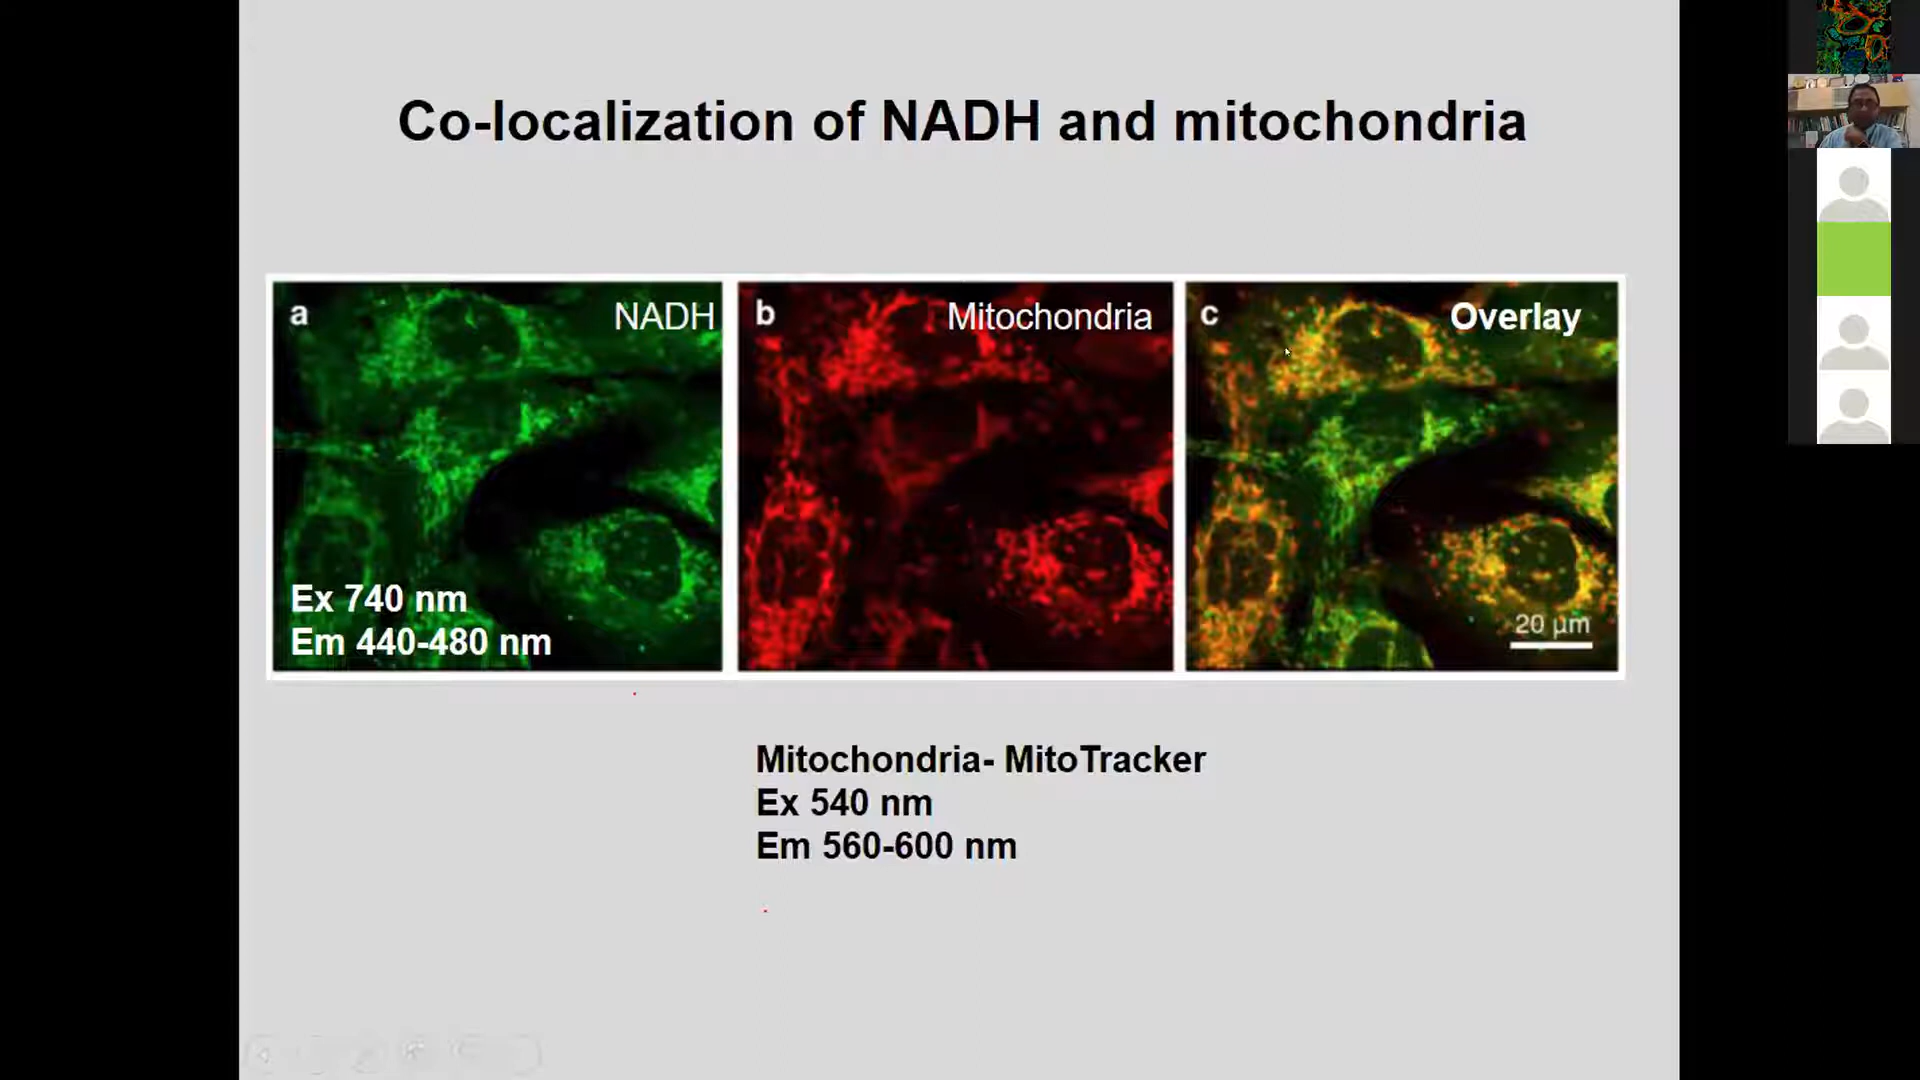 Co-localization of NADH and mitochondria
a
NADH
Ex 740 nm
Em 440-480 nm
b
Mitochondria
c
Overlay
20 µm
Mitochondria- MitoTracker
Ex 540 nm
Em 560-600 nm